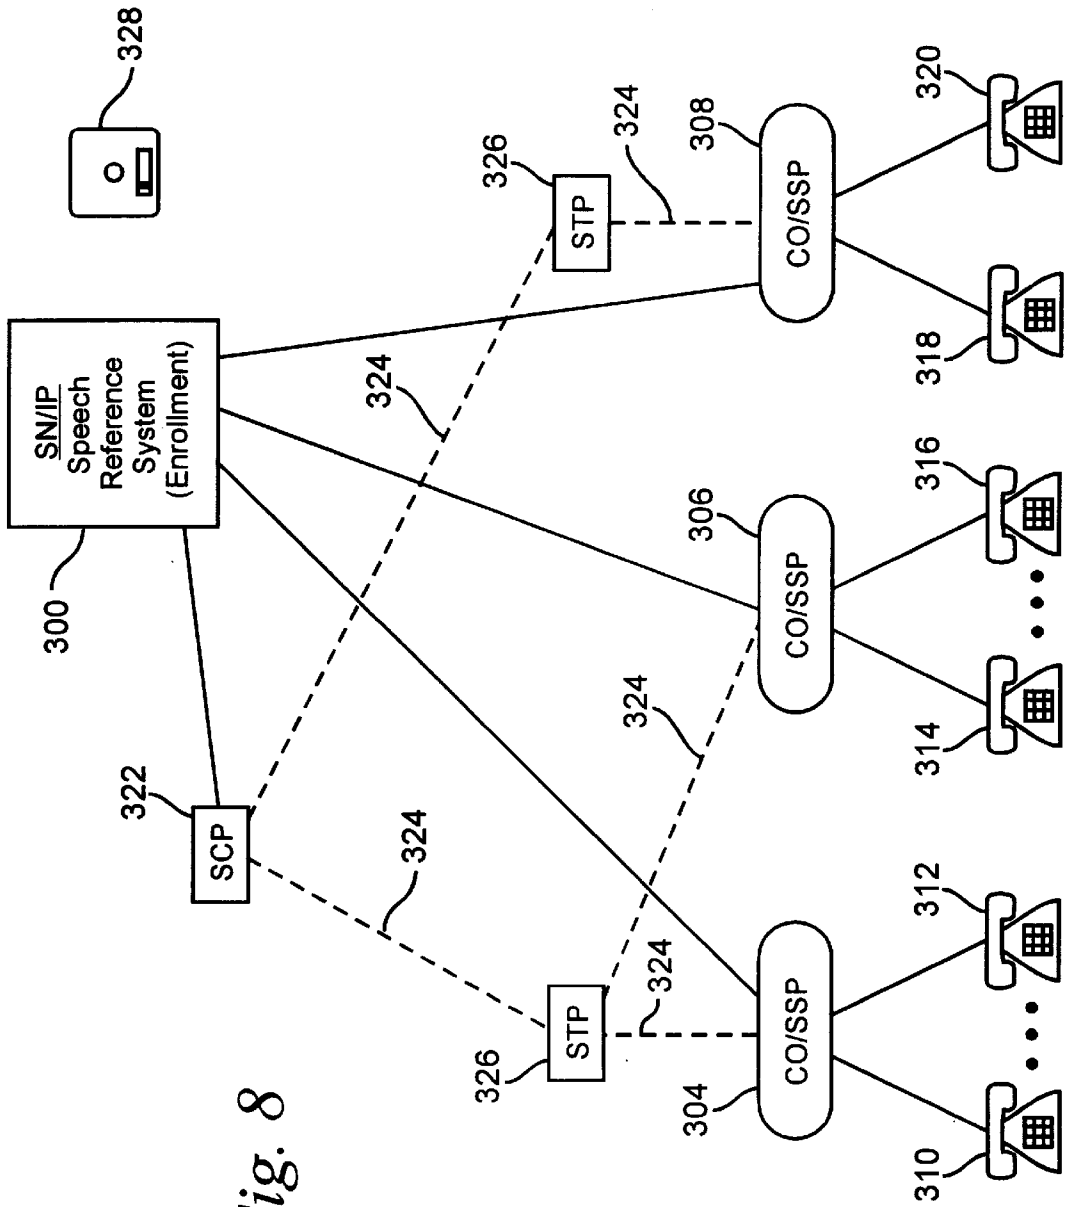 328
SN/IP
Speech
Reference
System
(Enrollment)
300
322
SCP
324
324
326
STP
324
326
STP
324
324
308
CO/SSP
306
CO/SSP
304
CO/SSP
320
318
316
314
312
310
Fig. 8